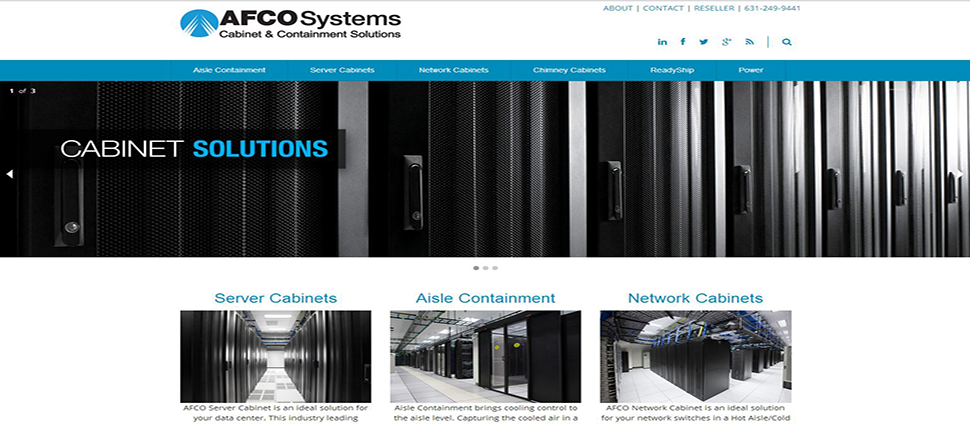 ABOUT | CONTACT | RESELLER | 631-249-9441
AFCO Systems
Cabinet & Containment Solutions
Aisle Containment Server Cabinets Network Cabinets Chimney Cabinets ReadyShip Power
1 of 3
CABINET SOLUTIONS
Server Cabinets
AFCO Server Cabinet is an ideal solution for
your data center. This industry leading
Aisle Containment
Aisle Containment brings cooling control to
the aisle level. Capturing the cooled air in a
Network Cabinets
AFCO Network Cabinet is an ideal solution
for your network switches in a Hot Aisle/Cold